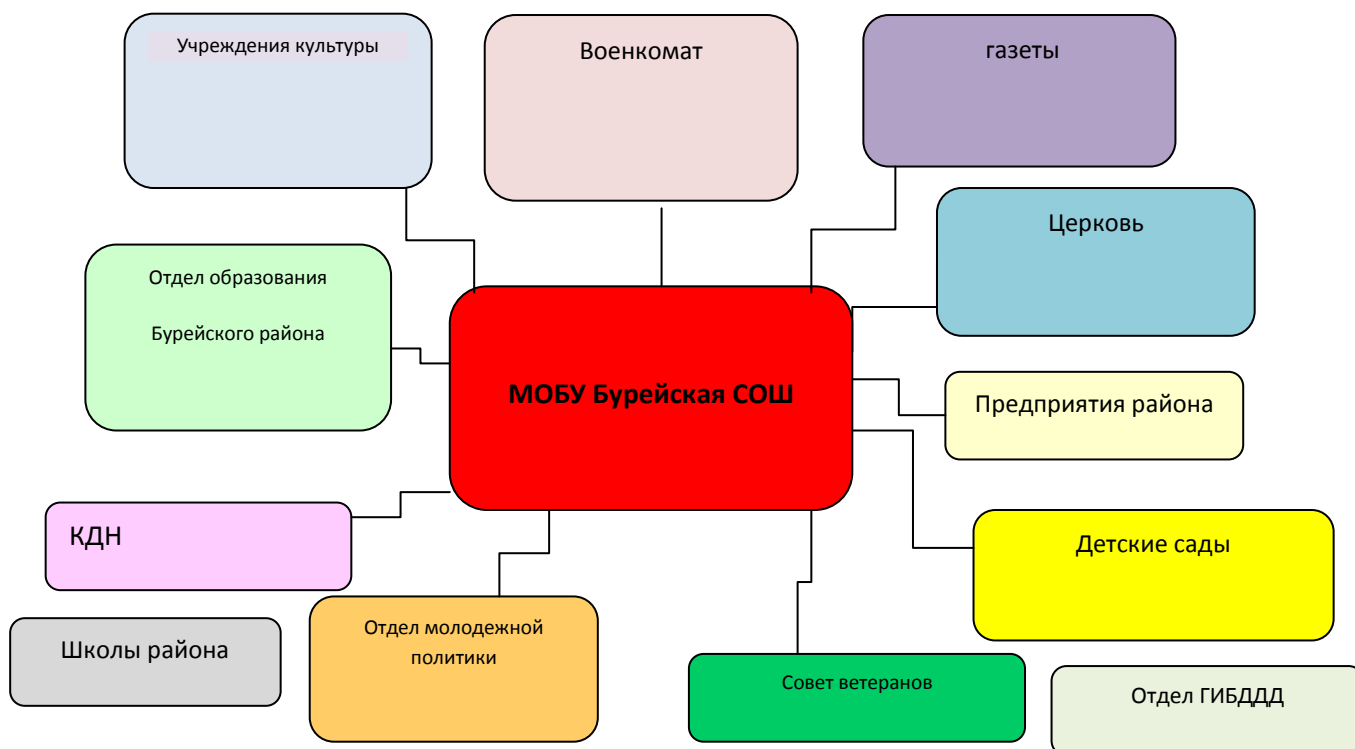 Учреждения культуры
Военкомат
газеты
Церковь
Отдел образования
Бурейского района
МОБУ Бурейская СОШ
Предприятия района
КДН
Детские сады
Школы района
Отдел молодежной
политики
Совет ветеранов
Отдел ГИБДДД